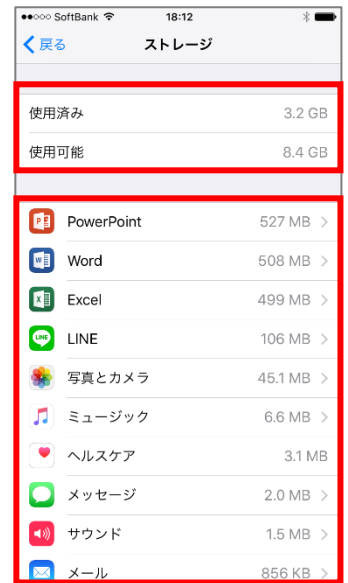 SoftBank 18:12
戻る ストレージ
使用済み 3.2 GB
使用可能 8.4 GB
PowerPoint 527 MB
Word 508 MB
Excel 499 MB
LINE LINE 106 MB
写真とカメラ 45.1 MB
ミュージック 6.6 MB
ヘルスケア 3.1 MB
メッセージ 2.0 MB
サウンド 1.5 MB
メール 856 KB